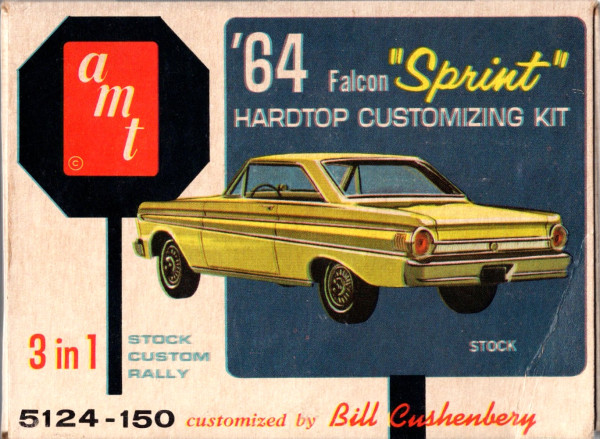 amt
©
'64 Falcon "Sprint"
HARDTOP CUSTOMIZING KIT
STOCK
3 in 1
STOCK
CUSTOM
RALLY
5124-150 customized by Bill Cushenbery